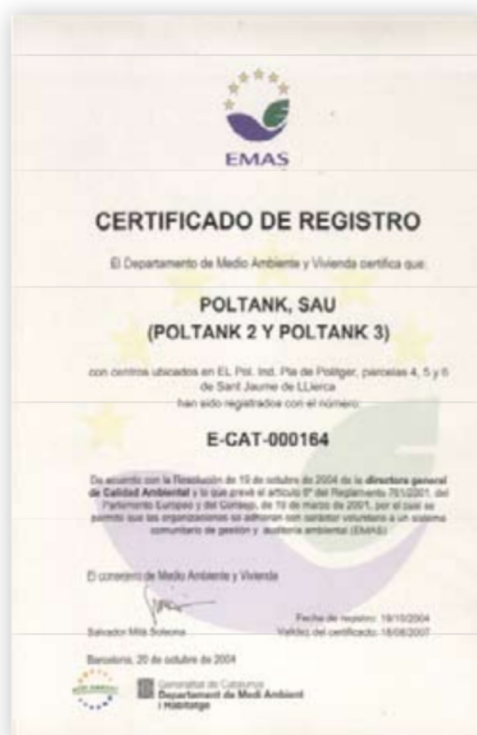 EMAS
CERTIFICADO DE REGISTRO
El Departamento de Medio Ambiente y Vivienda certifica que:
POLTANK, SAU
(POLTANK 2 Y POLTANK 3)
con centros ubicados en EL Pol. Ind. Pla de Politger, parcelas 4, 5 y 6
de Sant Jaume de LLierca
han sido registrados con el número:
E-CAT-000164
De acuerdo con la Resolución de 19 de octubre de 2004 de la directora general
de Calidad Ambiental y lo que prevé el artículo 6º del Reglamento 761/2001, del
Parlamento Europeo y del Consejo, de 19 de marzo de 2001, por el cual se
permite que las organizaciones se adhieran con carácter voluntario a un sistema
comunitario de gestión y auditoría ambiental (EMAS)
El consejero de Medio Ambiente y Vivienda
Salvador Milà Solsona
Fecha de registro: 19/10/2004
Validez del certificado: 18/08/2007
Barcelona, 20 de octubre de 2004
Generalitat de Catalunya
Departament de Medi Ambient
i Habitatge